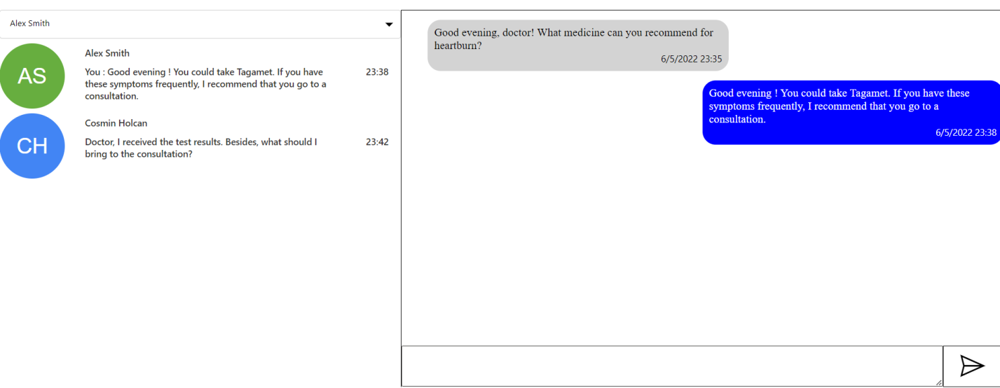 Alex Smith
AS
Alex Smith
You : Good evening ! You could take Tagamet. If you have
these symptoms frequently, I recommend that you go to a
consultation.
23:38
CH
Cosmin Holcan
Doctor, I received the test results. Besides, what should I
bring to the consultation?
23:42
Good evening, doctor! What medicine can you recommend for
heartburn?
6/5/2022 23:35
Good evening ! You could take Tagamet. If you have these
symptoms frequently, I recommend that you go to a
consultation.
6/5/2022 23:38